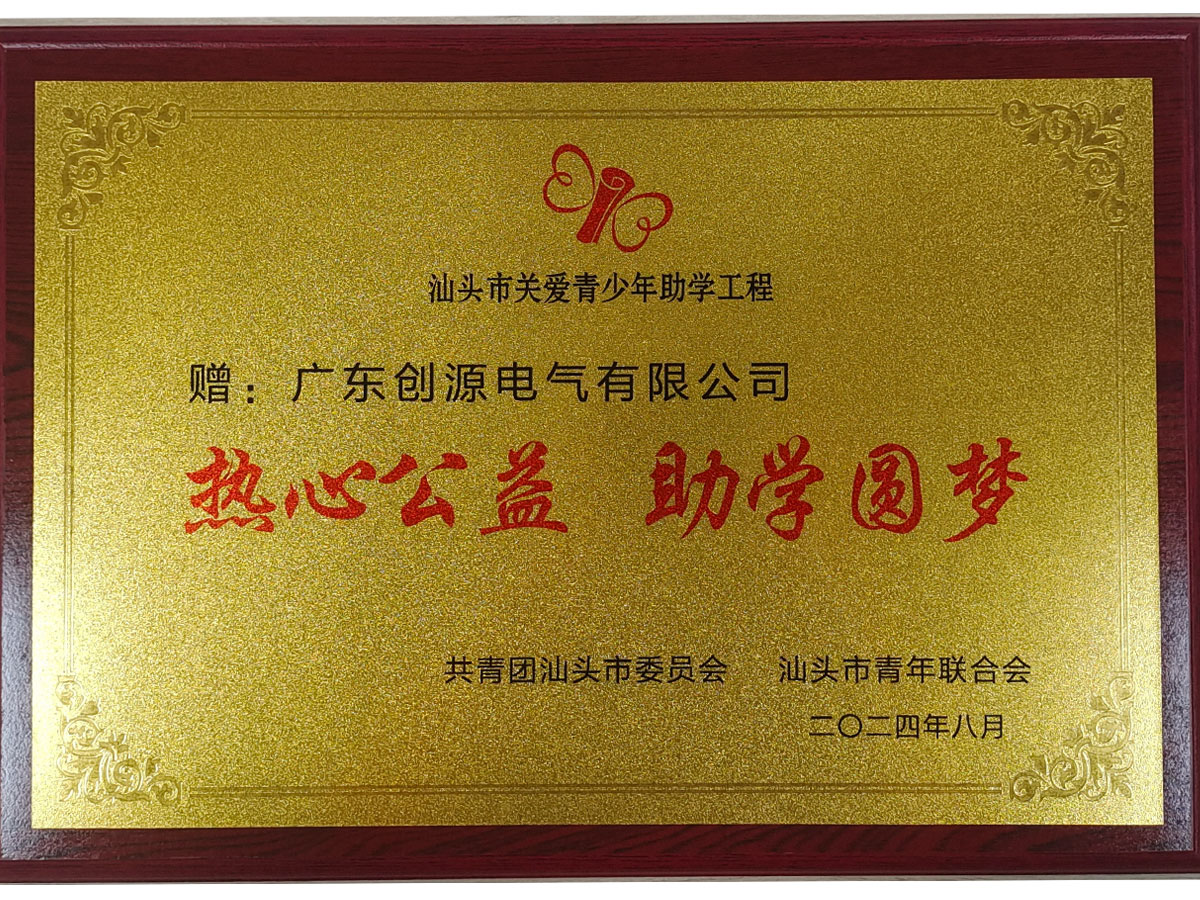 汕头市关爱青少年助学工程
赠：广东创源电气有限公司
热心公益 助学圆梦
共青团汕头市委员会 汕头市青年联合会
二〇二四年八月